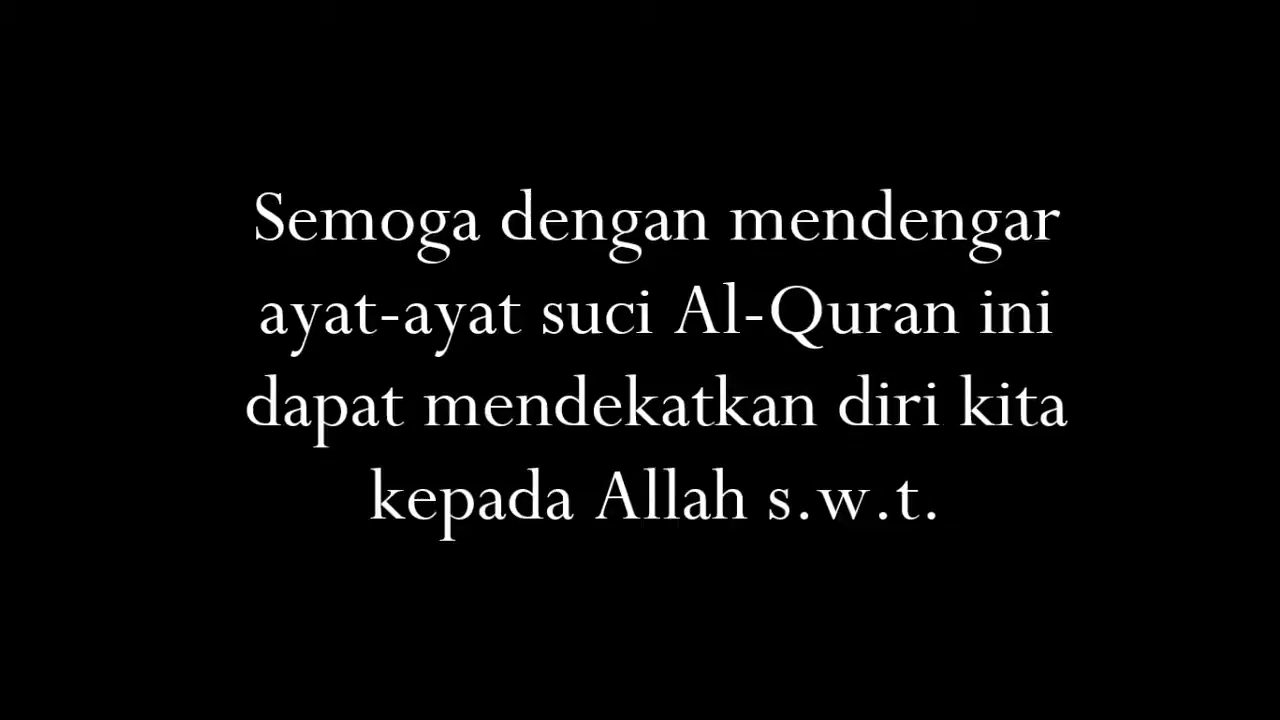 Semoga dengan mendengar
ayat-ayat suci Al-Quran ini
dapat mendekatkan diri kita
kepada Allah s.w.t.